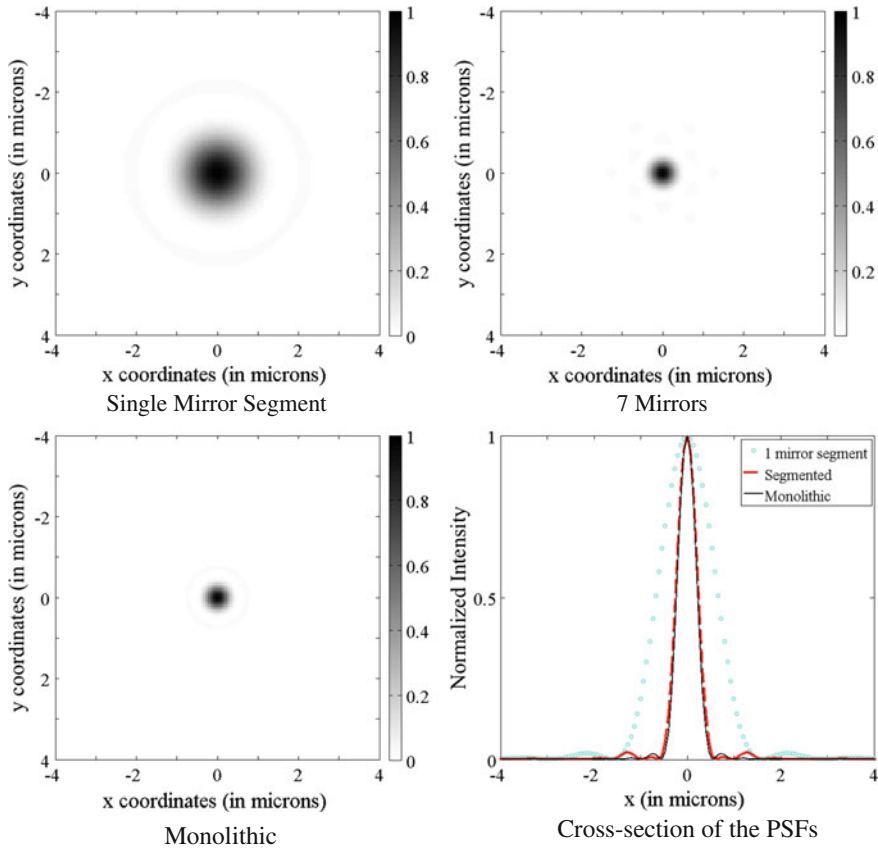 -4
-2
0
2
4
y coordinates (in microns)
-4 -2 0 2 4
x coordinates (in microns)
1
0.8
0.6
0.4
0.2
0
Single Mirror Segment
-4
-2
0
2
4
y coordinates (in microns)
-4 -2 0 2 4
x coordinates (in microns)
1
0.8
0.6
0.4
0.2
7 Mirrors
-4
-2
0
2
4
y coordinates (in microns)
-4 -2 0 2 4
x coordinates (in microns)
1
0.8
0.6
0.4
0.2
0
Monolithic
1
0.5
0
Normalized Intensity
1 mirror segment
Segmented
Monolithic
-4 -2 0 2 4
x (in microns)
Cross-section of the PSFs